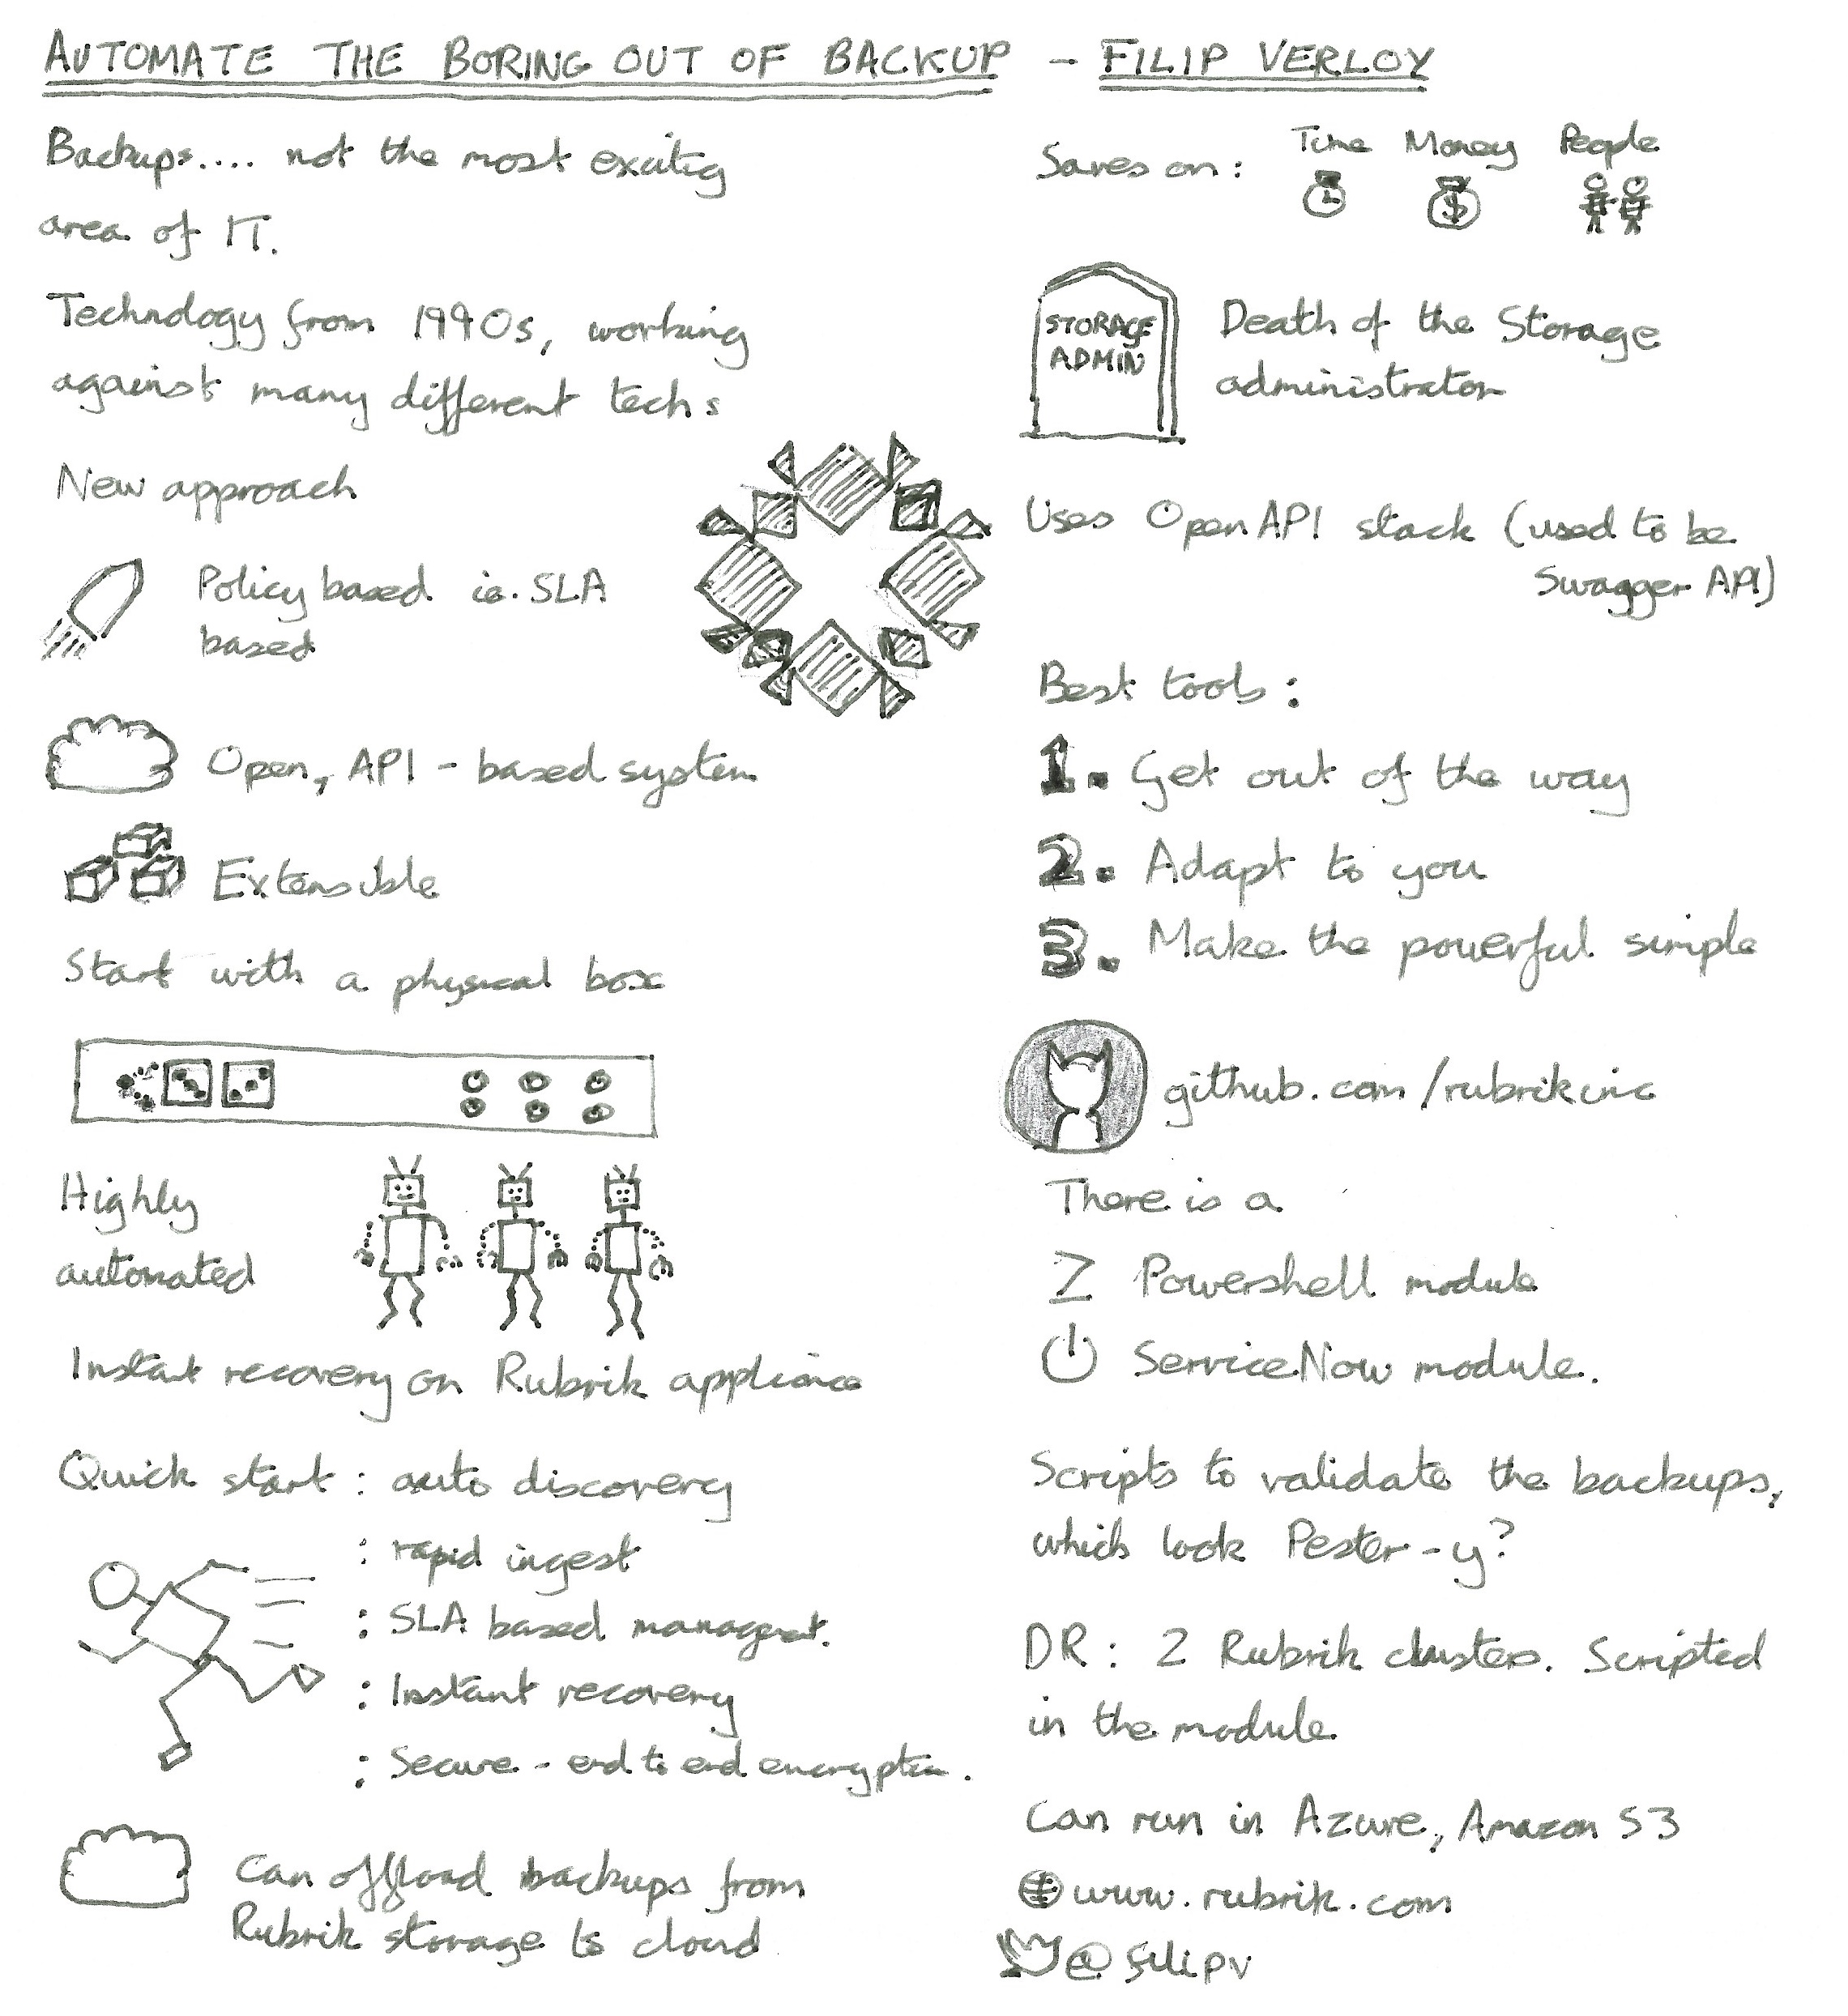 AUTOMATE THE BORING OUT OF BACKUP - FILIP VERLOY
Backups.... not the most exciting
area of IT.
Technology from 1990s, working
against many different techs
New approach
Policy based ie. SLA
based
Open, API - based system
Extensible
Start with a physical box
Highly
automated
Instant recovery on Rubrik appliance
Quick start : auto discovery
: rapid ingest
: SLA based managment.
: Instant recovery
: Secure - end to end encryption.
Can offload backups from
Rubrik storage to cloud
Saves on : Time Money People
$
STORAGE
ADMIN
Death of the Storage
administrator
Uses OpenAPI stack (used to be
Swagger API)
Best tools :
1. Get out of the way
2. Adapt to you
3. Make the powerful simple
github.com/rubrikinc
There is a
Powershell module
ServiceNow module.
Scripts to validate the backups,
which look Pester-y?
DR : 2 Rubrik clusters. Scripted
in the module.
Can run in Azure, Amazon S3
www.rubrik.com
@filipv